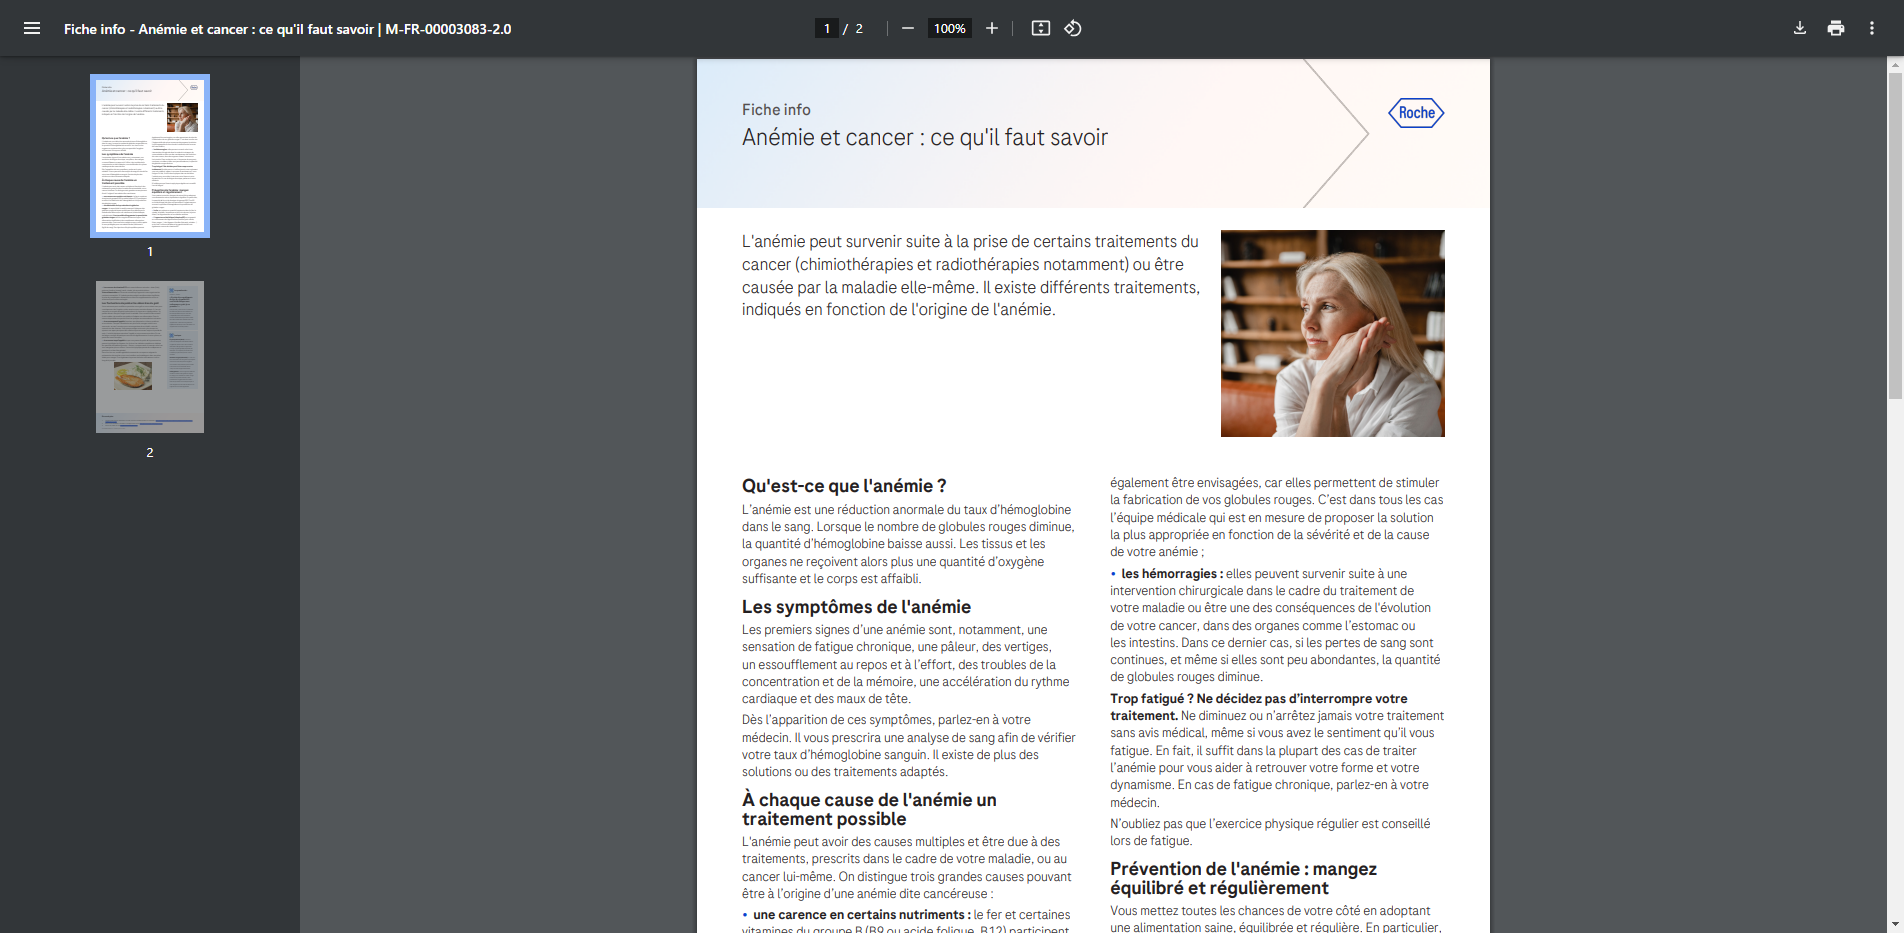 Fiche info - Anémie et cancer : ce qu'il faut savoir | M-FR-00003083-2.0
1 / 2
100%
1
2
Fiche info
Anémie et cancer : ce qu'il faut savoir
Roche
L'anémie peut survenir suite à la prise de certains traitements du
cancer (chimiothérapies et radiothérapies notamment) ou être
causée par la maladie elle-même. Il existe différents traitements,
indiqués en fonction de l'origine de l'anémie.
Qu'est-ce que l'anémie ?
L'anémie est une réduction anormale du taux d'hémoglobine
dans le sang. Lorsque le nombre de globules rouges diminue,
la quantité d'hémoglobine baisse aussi. Les tissus et les
organes ne reçoivent alors plus une quantité d'oxygène
suffisante et le corps est affaibli.
Les symptômes de l'anémie
Les premiers signes d'une anémie sont, notamment, une
sensation de fatigue chronique, une pâleur, des vertiges,
un essoufflement au repos et à l'effort, des troubles de la
concentration et de la mémoire, une accélération du rythme
cardiaque et des maux de tête.
Dès l'apparition de ces symptômes, parlez-en à votre
médecin. Il vous prescrira une analyse de sang afin de vérifier
votre taux d'hémoglobine sanguin. Il existe de plus des
solutions ou des traitements adaptés.
À chaque cause de l'anémie un
traitement possible
L'anémie peut avoir des causes multiples et être due à des
traitements, prescrits dans le cadre de votre maladie, ou au
cancer lui-même. On distingue trois grandes causes pouvant
être à l'origine d'une anémie dite cancéreuse :
• une carence en certains nutriments : le fer et certaines
vitamines du groupe B (B9 ou acide folique, B12) participent
également être envisagées, car elles permettent de stimuler
la fabrication de vos globules rouges. C'est dans tous les cas
l'équipe médicale qui est en mesure de proposer la solution
la plus appropriée en fonction de la sévérité et de la cause
de votre anémie ;
• les hémorragies : elles peuvent survenir suite à une
intervention chirurgicale dans le cadre du traitement de
votre maladie ou être une des conséquences de l'évolution
de votre cancer, dans des organes comme l'estomac ou
les intestins. Dans ce dernier cas, si les pertes de sang sont
continues, et même si elles sont peu abondantes, la quantité
de globules rouges diminue.
Trop fatigué ? Ne décidez pas d'interrompre votre
traitement. Ne diminuez ou n'arrêtez jamais votre traitement
sans avis médical, même si vous avez le sentiment qu'il vous
fatigue. En fait, il suffit dans la plupart des cas de traiter
l'anémie pour vous aider à retrouver votre forme et votre
dynamisme. En cas de fatigue chronique, parlez-en à votre
médecin.
N'oubliez pas que l'exercice physique régulier est conseillé
lors de fatigue.
Prévention de l'anémie : mangez
équilibré et régulièrement
Vous mettez toutes les chances de votre côté en adoptant
une alimentation saine, équilibrée et régulière. En particulier,